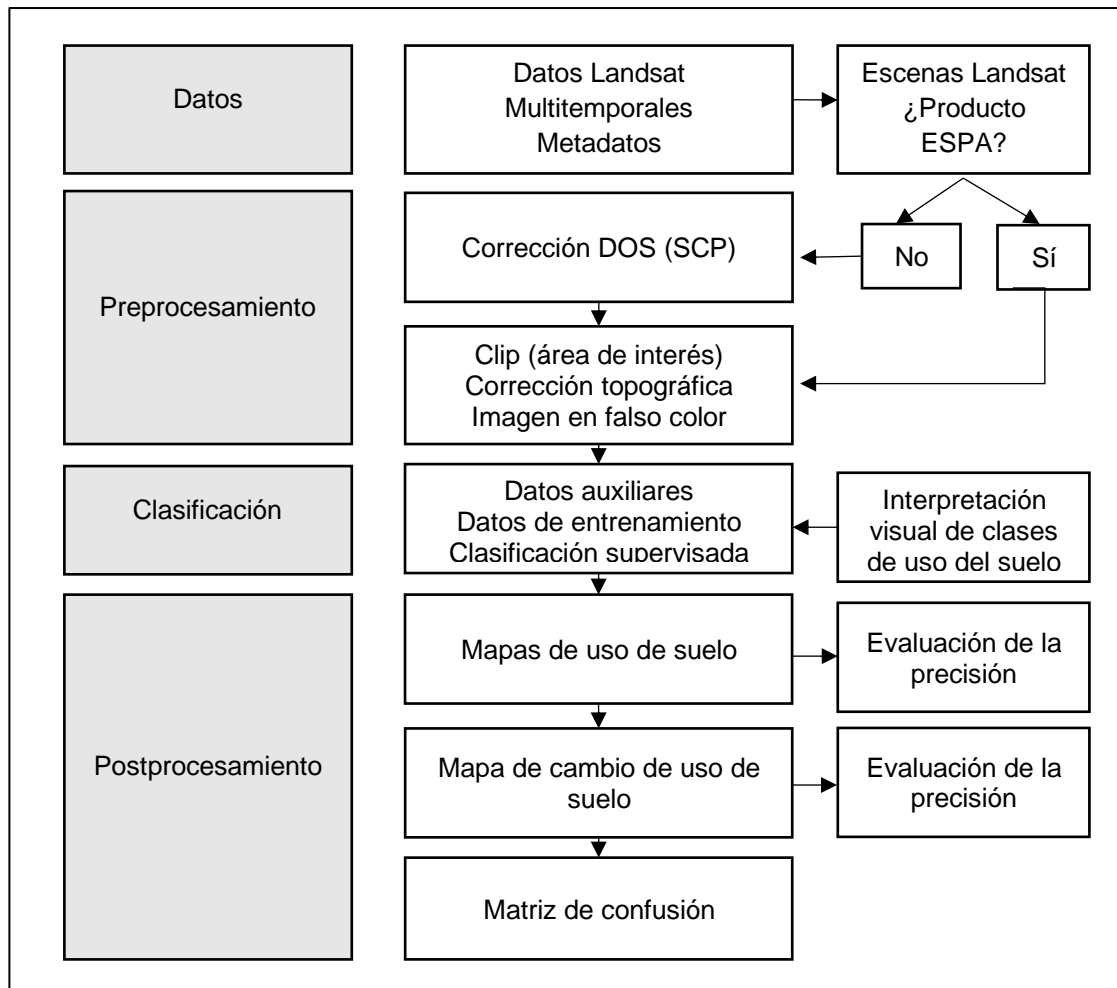 Datos
Datos Landsat
Multitemporales
Metadatos
Escenas Landsat
¿Producto
ESPA?
Preprocesamiento
Corrección DOS (SCP)
No
Sí
Clip (área de interés)
Corrección topográfica
Imagen en falso color
Clasificación
Datos auxiliares
Datos de entrenamiento
Clasificación supervisada
Interpretación
visual de clases
de uso del suelo
Postprocesamiento
Mapas de uso de suelo
Evaluación de la
precisión
Mapa de cambio de uso de
suelo
Evaluación de la
precisión
Matriz de confusión